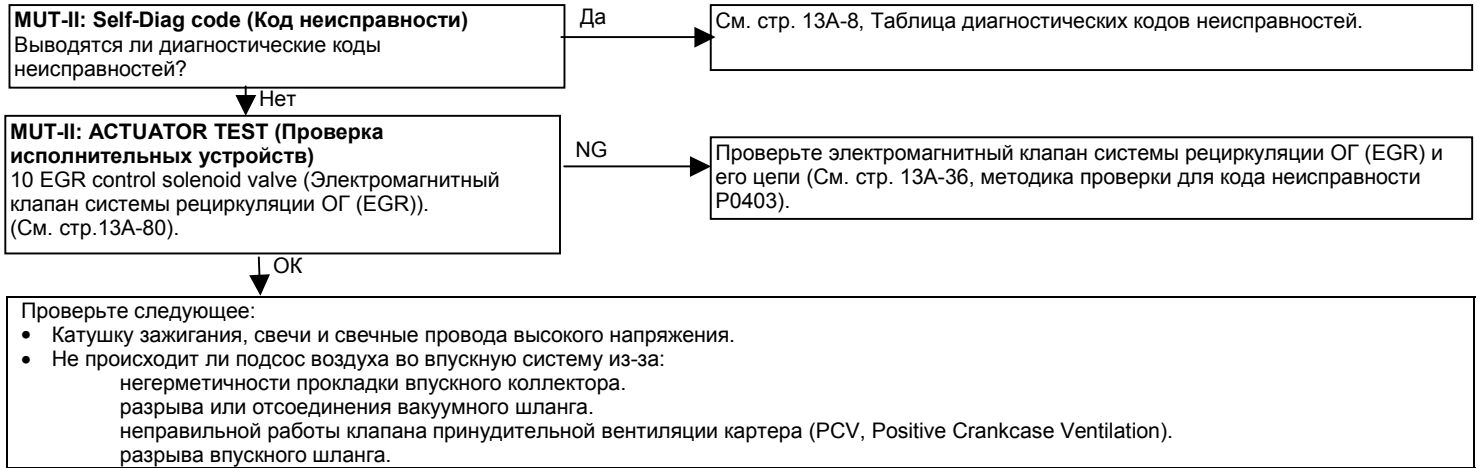 MUT-II: Self-Diag code (Код неисправности)
Выводятся ли диагностические коды
неисправностей?
Да
См. стр. 13A-8, Таблица диагностических кодов неисправностей.
Нет
MUT-II: ACTUATOR TEST (Проверка
исполнительных устройств)
10 EGR control solenoid valve (Электромагнитный
клапан системы рециркуляции ОГ (EGR)).
(См. стр.13A-80).
NG
Проверьте электромагнитный клапан системы рециркуляции ОГ (EGR) и
его цепи (См. стр. 13A-36, методика проверки для кода неисправности
P0403).
ОК
Проверьте следующее:
• Катушку зажигания, свечи и свечные провода высокого напряжения.
• Не происходит ли подсос воздуха во впускную систему из-за:
негерметичности прокладки впускного коллектора.
разрыва или отсоединения вакуумного шланга.
неправильной работы клапана принудительной вентиляции картера (PCV, Positive Crankcase Ventilation).
разрыва впускного шланга.